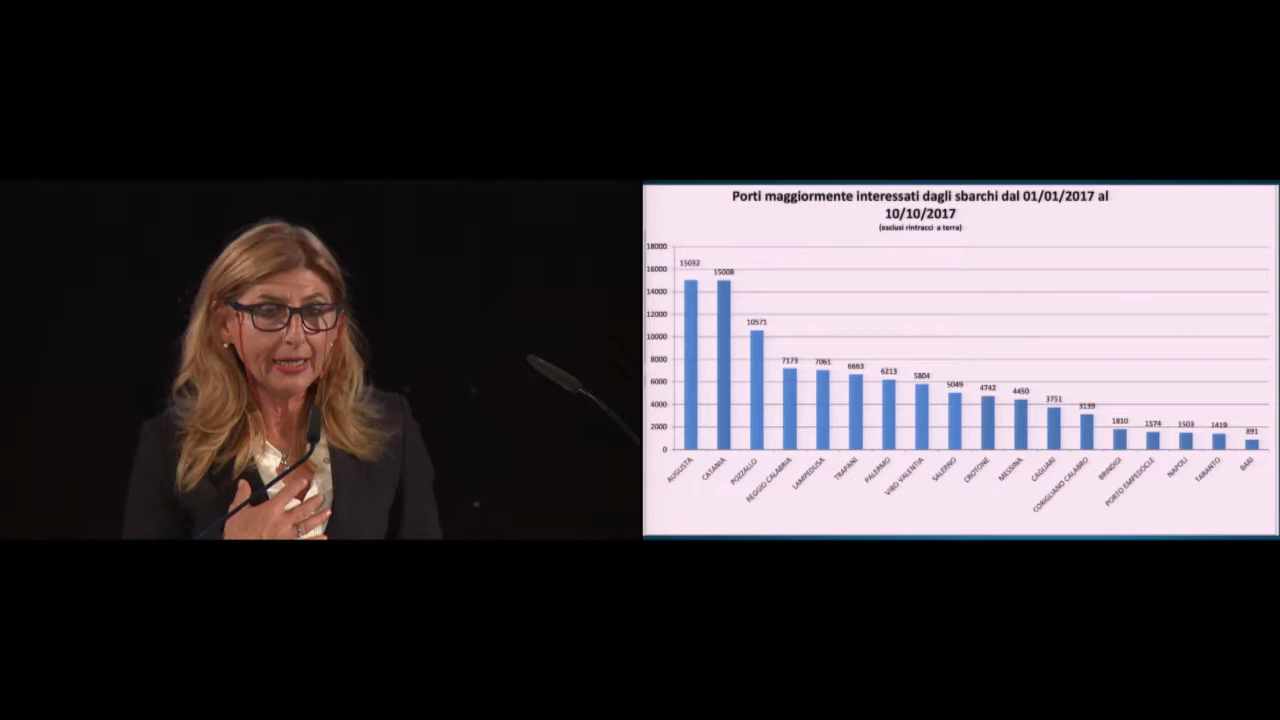 Porti maggiormente interessati dagli sbarchi dal 01/01/2017 al
10/10/2017
(esclusi rintracci a terra)
18000
16000
14000
12000
10000
8000
6000
4000
2000
0
15032
15008
10571
7173
7061
6663
6213
5804
5049
4742
4450
3751
3139
1810
1574
1503
1419
891
AUGUSTA
CATANIA
POZZALLO
REGGIO CALABRIA
LAMPEDUSA
TRAPANI
PALERMO
VIBO VALENTIA
SALERNO
CROTONE
MESSINA
CAGLIARI
CORIGLIANO CALABRO
BRINDISI
PORTO EMPEDOCLE
NAPOLI
TARANTO
BARI